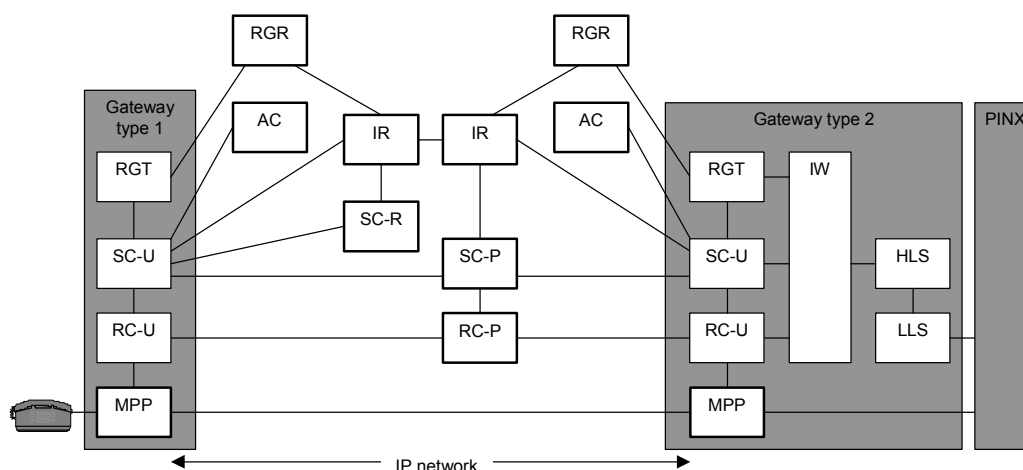 RGR
RGR
Gateway
type 1
AC
AC
Gateway type 2
PINX
IR
IR
RGT
RGT
IW
SC-R
SC-U
SC-P
SC-U
HLS
RC-U
RC-P
RC-U
LLS
MPP
MPP
IP network